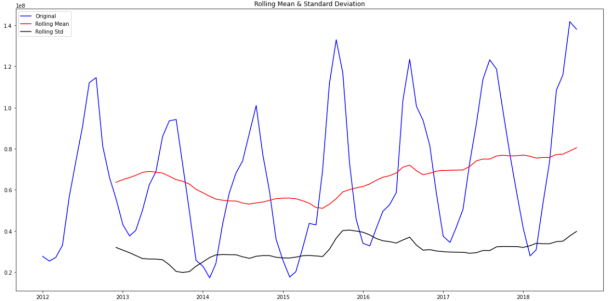 Rolling Mean & Standard Deviation
1e8
Original
Rolling Mean
Rolling Std
1.4
1.2
1.0
0.8
0.6
0.4
0.2
2012 2013 2014 2015 2016 2017 2018